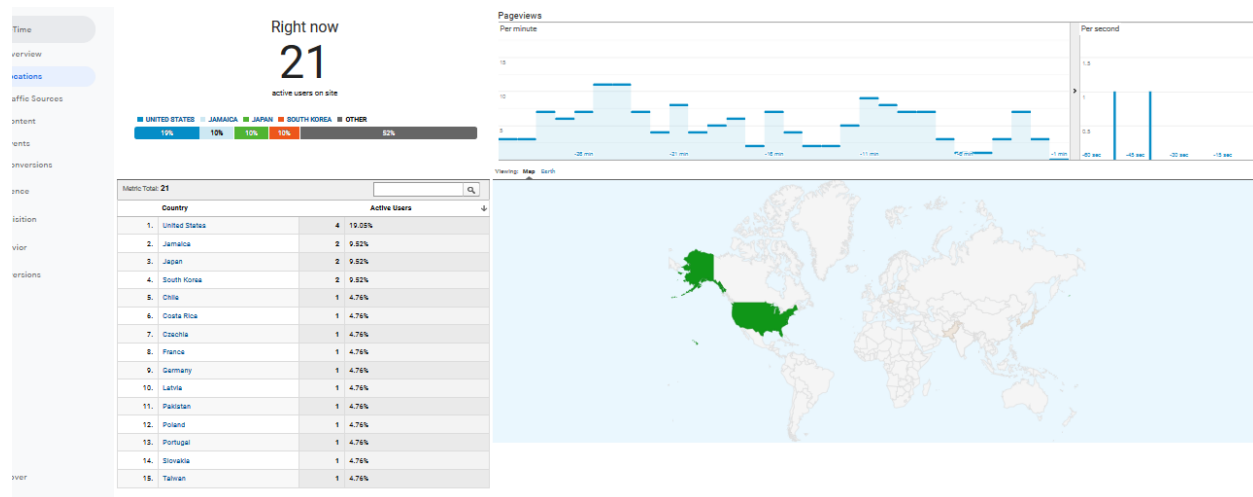 Time
verview
ocations
affic Sources
ontent
vents
onversions
ence
isition
vior
versions
over
Right now
21
active users on site
UNITED STATES JAMAICA JAPAN SOUTH KOREA OTHER
19% 10% 10% 10% 52%
Metric Total: 21
Country Active Users
1. United States 4 19.05%
2. Jamaica 2 9.52%
3. Japan 2 9.52%
4. South Korea 2 9.52%
5. Chile 1 4.76%
6. Costa Rica 1 4.76%
7. Czechia 1 4.76%
8. France 1 4.76%
9. Germany 1 4.76%
10. Latvia 1 4.76%
11. Pakistan 1 4.76%
12. Poland 1 4.76%
13. Portugal 1 4.76%
14. Slovakia 1 4.76%
15. Taiwan 1 4.76%
Pageviews
Per minute
15
10
5
-26 min -21 min -16 min -11 min -6 min -1 min
Per second
1.5
1
0.5
-60 sec -45 sec -30 sec -15 sec
Viewing: Map Earth